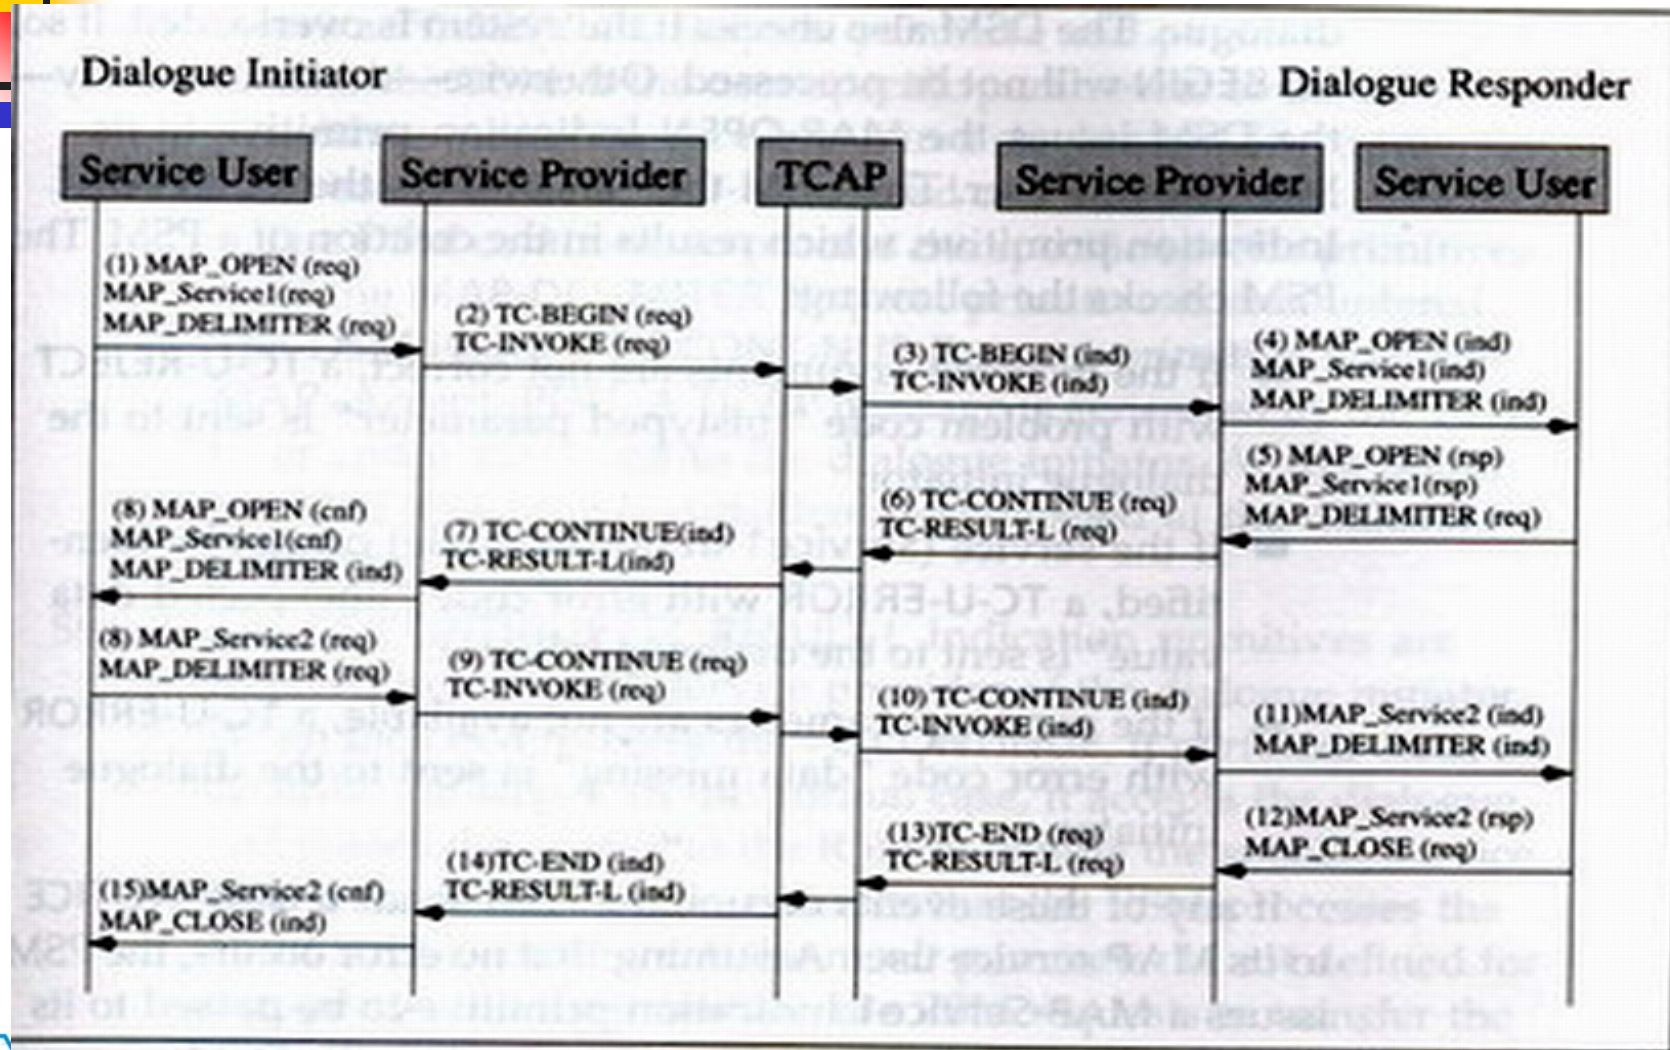 Dialogue Initiator
Dialogue Responder
Service User
Service Provider
TCAP
Service Provider
Service User
(1) MAP_OPEN (req)
MAP_Service1(req)
MAP_DELIMITER (req)
(2) TC-BEGIN (req)
TC-INVOKE (req)
(3) TC-BEGIN (ind)
TC-INVOKE (ind)
(4) MAP_OPEN (ind)
MAP_Service1(ind)
MAP_DELIMITER (ind)
(5) MAP_OPEN (rsp)
MAP_Service1(rsp)
MAP_DELIMITER (req)
(6) TC-CONTINUE (req)
TC-RESULT-L (req)
(7) TC-CONTINUE(ind)
TC-RESULT-L(ind)
(8) MAP_OPEN (cnf)
MAP_Service1(cnf)
MAP_DELIMITER (ind)
(8) MAP_Service2 (req)
MAP_DELIMITER (req)
(9) TC-CONTINUE (req)
TC-INVOKE (req)
(10) TC-CONTINUE (ind)
TC-INVOKE (ind)
(11)MAP_Service2 (ind)
MAP_DELIMITER (ind)
(12)MAP_Service2 (rsp)
MAP_CLOSE (req)
(13)TC-END (req)
TC-RESULT-L (req)
(14)TC-END (ind)
TC-RESULT-L (ind)
(15)MAP_Service2 (cnf)
MAP_CLOSE (ind)